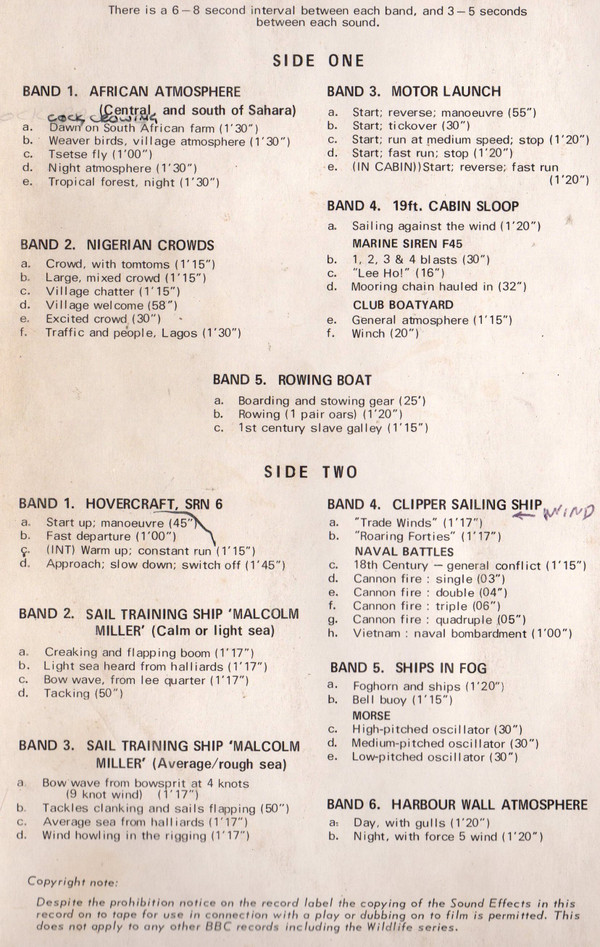 There is a 6 – 8 second interval between each band, and 3 – 5 seconds
between each sound.
SIDE ONE
BAND 1. AFRICAN ATMOSPHERE
(Central, and south of Sahara)
COCK CROWING
a. Dawn on South African farm (1'30")
b. Weaver birds, village atmosphere (1'30")
c. Tsetse fly (1'00")
d. Night atmosphere (1'30")
e. Tropical forest, night (1'30")
BAND 2. NIGERIAN CROWDS
a. Crowd, with tomtoms (1'15")
b. Large, mixed crowd (1'15")
c. Village chatter (1'15")
d. Village welcome (58")
e. Excited crowd (30")
f. Traffic and people, Lagos (1'30")
BAND 3. MOTOR LAUNCH
a. Start; reverse; manoeuvre (55")
b. Start; tickover (30")
c. Start; run at medium speed; stop (1'20")
d. Start; fast run; stop (1'20")
e. (IN CABIN))Start; reverse; fast run
(1'20")
BAND 4. 19ft. CABIN SLOOP
a. Sailing against the wind (1'20")
MARINE SIREN F45
b. 1, 2, 3 & 4 blasts (30")
c. "Lee Ho!" (16")
d. Mooring chain hauled in (32")
CLUB BOATYARD
e. General atmosphere (1'15")
f. Winch (20")
BAND 5. ROWING BOAT
a. Boarding and stowing gear (25')
b. Rowing (1 pair oars) (1'20")
c. 1st century slave galley (1'15")
SIDE TWO
BAND 1. HOVERCRAFT, SRN 6
a. Start up; manoeuvre (45")
b. Fast departure (1'00")
c. (INT) Warm up; constant run (1'15")
d. Approach; slow down; switch off (1'45")
BAND 2. SAIL TRAINING SHIP 'MALCOLM
MILLER' (Calm or light sea)
a. Creaking and flapping boom (1'17")
b. Light sea heard from halliards (1'17")
c. Bow wave, from lee quarter (1'17")
d. Tacking (50")
BAND 3. SAIL TRAINING SHIP 'MALCOLM
MILLER' (Average/rough sea)
a Bow wave from bowsprit at 4 knots
(9 knot wind) (1'17")
b. Tackles clanking and sails flapping (50")
c. Average sea from halliards (1'17")
d. Wind howling in the rigging (1'17")
BAND 4. CLIPPER SAILING SHIP
← WIND
a. "Trade Winds" (1'17")
b. "Roaring Forties" (1'17")
NAVAL BATTLES
c. 18th Century – general conflict (1'15")
d. Cannon fire : single (03")
e. Cannon fire : double (04")
f. Cannon fire : triple (06")
g. Cannon fire : quadruple (05")
h. Vietnam : naval bombardment (1'00")
BAND 5. SHIPS IN FOG
a. Foghorn and ships (1'20")
b. Bell buoy (1'15")
MORSE
c. High-pitched oscillator (30")
d. Medium-pitched oscillator (30")
e. Low-pitched oscillator (30")
BAND 6. HARBOUR WALL ATMOSPHERE
a. Day, with gulls (1'20")
b. Night, with force 5 wind (1'20")
Copyright note:
Despite the prohibition notice on the record label the copying of the Sound Effects in this
record on to tape for use in connection with a play or dubbing on to film is permitted. This
does not apply to any other BBC records including the Wildlife series.